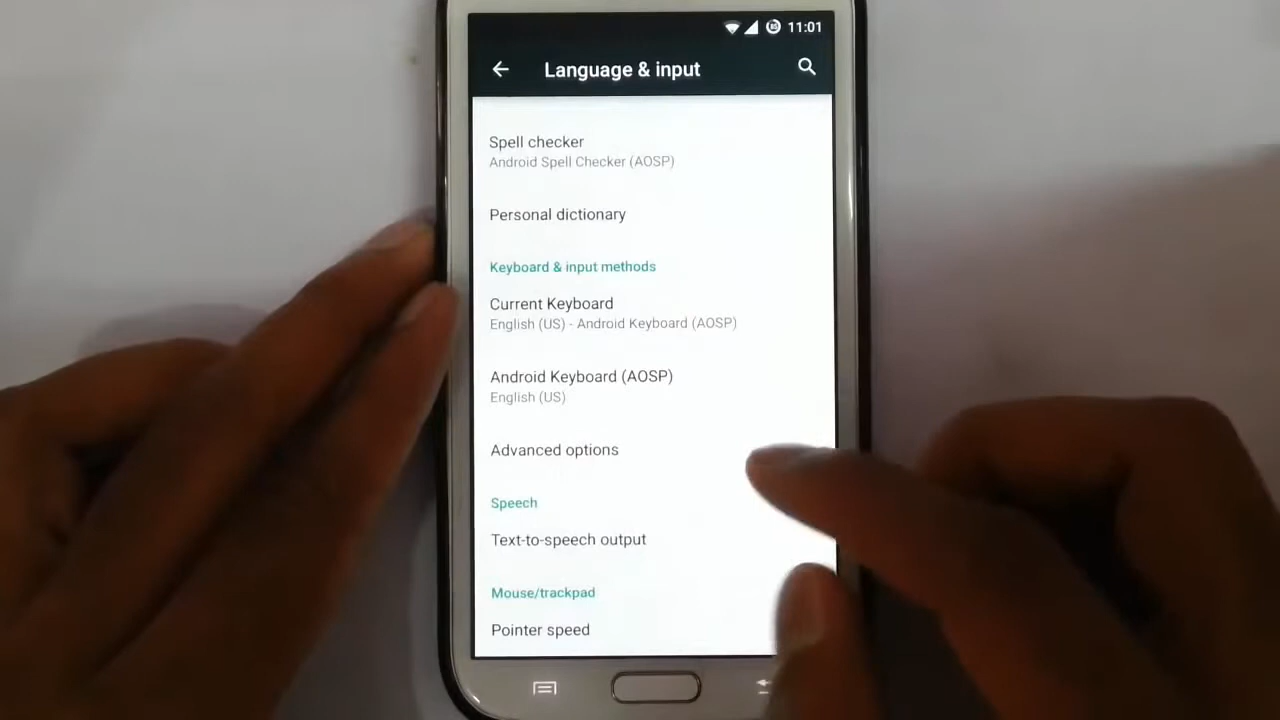 11:01
Language & input
Spell checker
Android Spell Checker (AOSP)
Personal dictionary
Keyboard & input methods
Current Keyboard
English (US) - Android Keyboard (AOSP)
Android Keyboard (AOSP)
English (US)
Advanced options
Speech
Text-to-speech output
Mouse/trackpad
Pointer speed